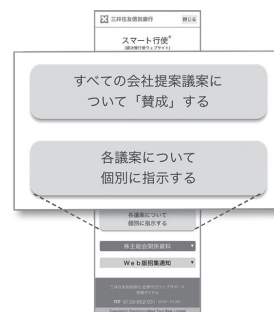 三井住友信託銀行
閉じる
スマート行使®
(議決権行使ウェブサイト)
すべての会社提案議案に
ついて「賛成」する
各議案について
個別に指示する
各議案について
個別に指示する
株主総会関係資料
Web版招集通知